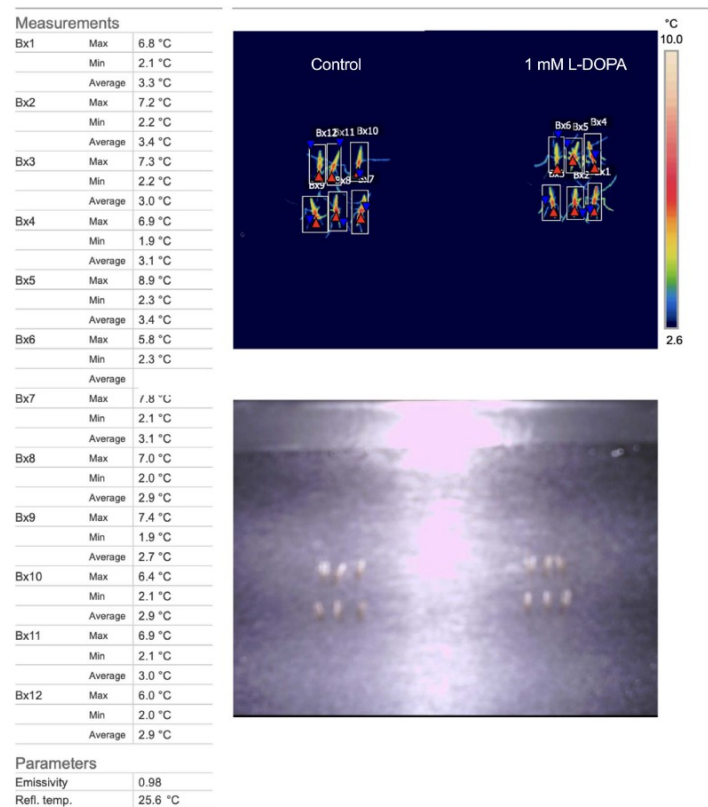 Measurements
Bx1 Max 6.8 °C
Min 2.1 °C
Average 3.3 °C
Bx2 Max 7.2 °C
Min 2.2 °C
Average 3.4 °C
Bx3 Max 7.3 °C
Min 2.2 °C
Average 3.0 °C
Bx4 Max 6.9 °C
Min 1.9 °C
Average 3.1 °C
Bx5 Max 8.9 °C
Min 2.3 °C
Average 3.4 °C
Bx6 Max 5.8 °C
Min 2.3 °C
Average
Bx7 Max 7.8 °C
Min 2.1 °C
Average 3.1 °C
Bx8 Max 7.0 °C
Min 2.0 °C
Average 2.9 °C
Bx9 Max 7.4 °C
Min 1.9 °C
Average 2.7 °C
Bx10 Max 6.4 °C
Min 2.1 °C
Average 2.9 °C
Bx11 Max 6.9 °C
Min 2.1 °C
Average 3.0 °C
Bx12 Max 6.0 °C
Min 2.0 °C
Average 2.9 °C
Parameters
Emissivity 0.98
Refl. temp. 25.6 °C
°C
10.0
Control 1 mM L-DOPA
Bx12 Bx11 Bx10
Bx6 Bx5 Bx4
Bx9 Bx8
Bx2 Bx1
2.6